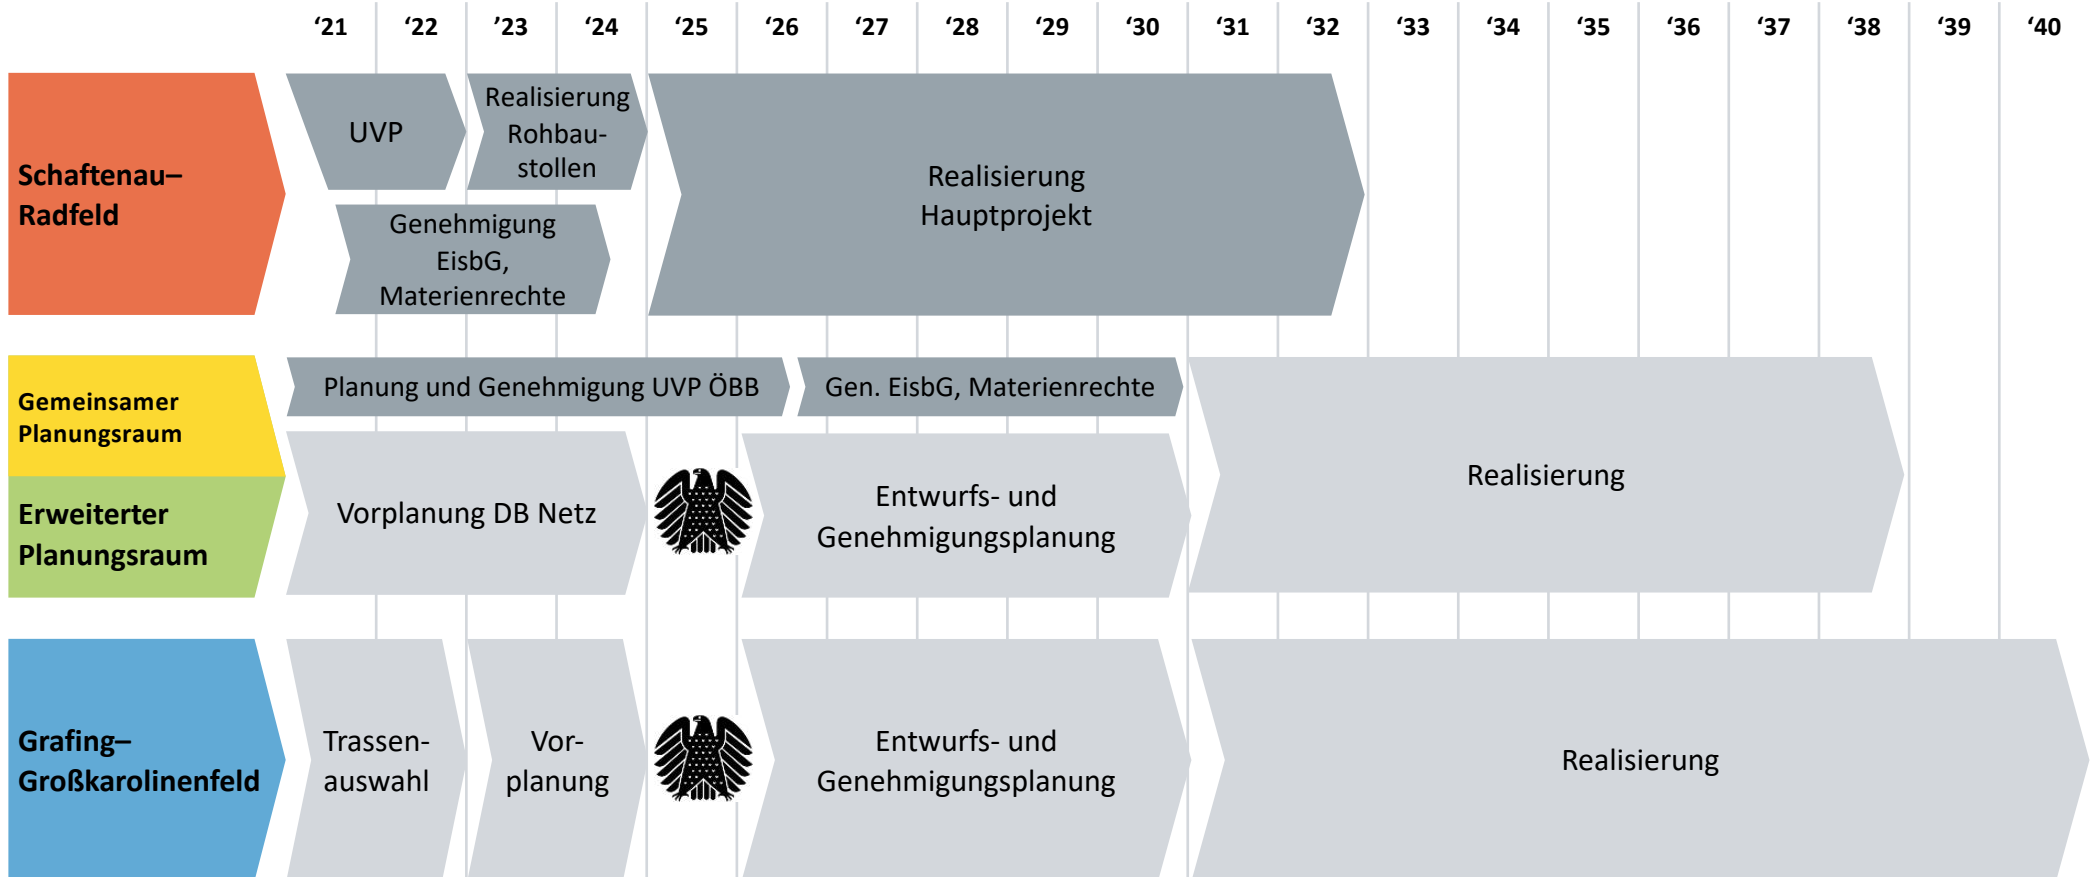 ‘21 ‘22 ’23 ‘24 ‘25 ‘26 ‘27 ‘28 ‘29 ‘30 ‘31 ‘32 ‘33 ‘34 ‘35 ‘36 ‘37 ‘38 ‘39 ‘40
Schaftenau–
Radfeld
UVP
Realisierung
Rohbau-
stollen
Genehmigung
EisbG,
Materienrechte
Realisierung
Hauptprojekt
Gemeinsamer
Planungsraum
Erweiterter
Planungsraum
Planung und Genehmigung UVP ÖBB
Gen. EisbG, Materienrechte
Vorplanung DB Netz
Entwurfs- und
Genehmigungsplanung
Realisierung
Grafing–
Großkarolinenfeld
Trassen-
auswahl
Vor-
planung
Entwurfs- und
Genehmigungsplanung
Realisierung